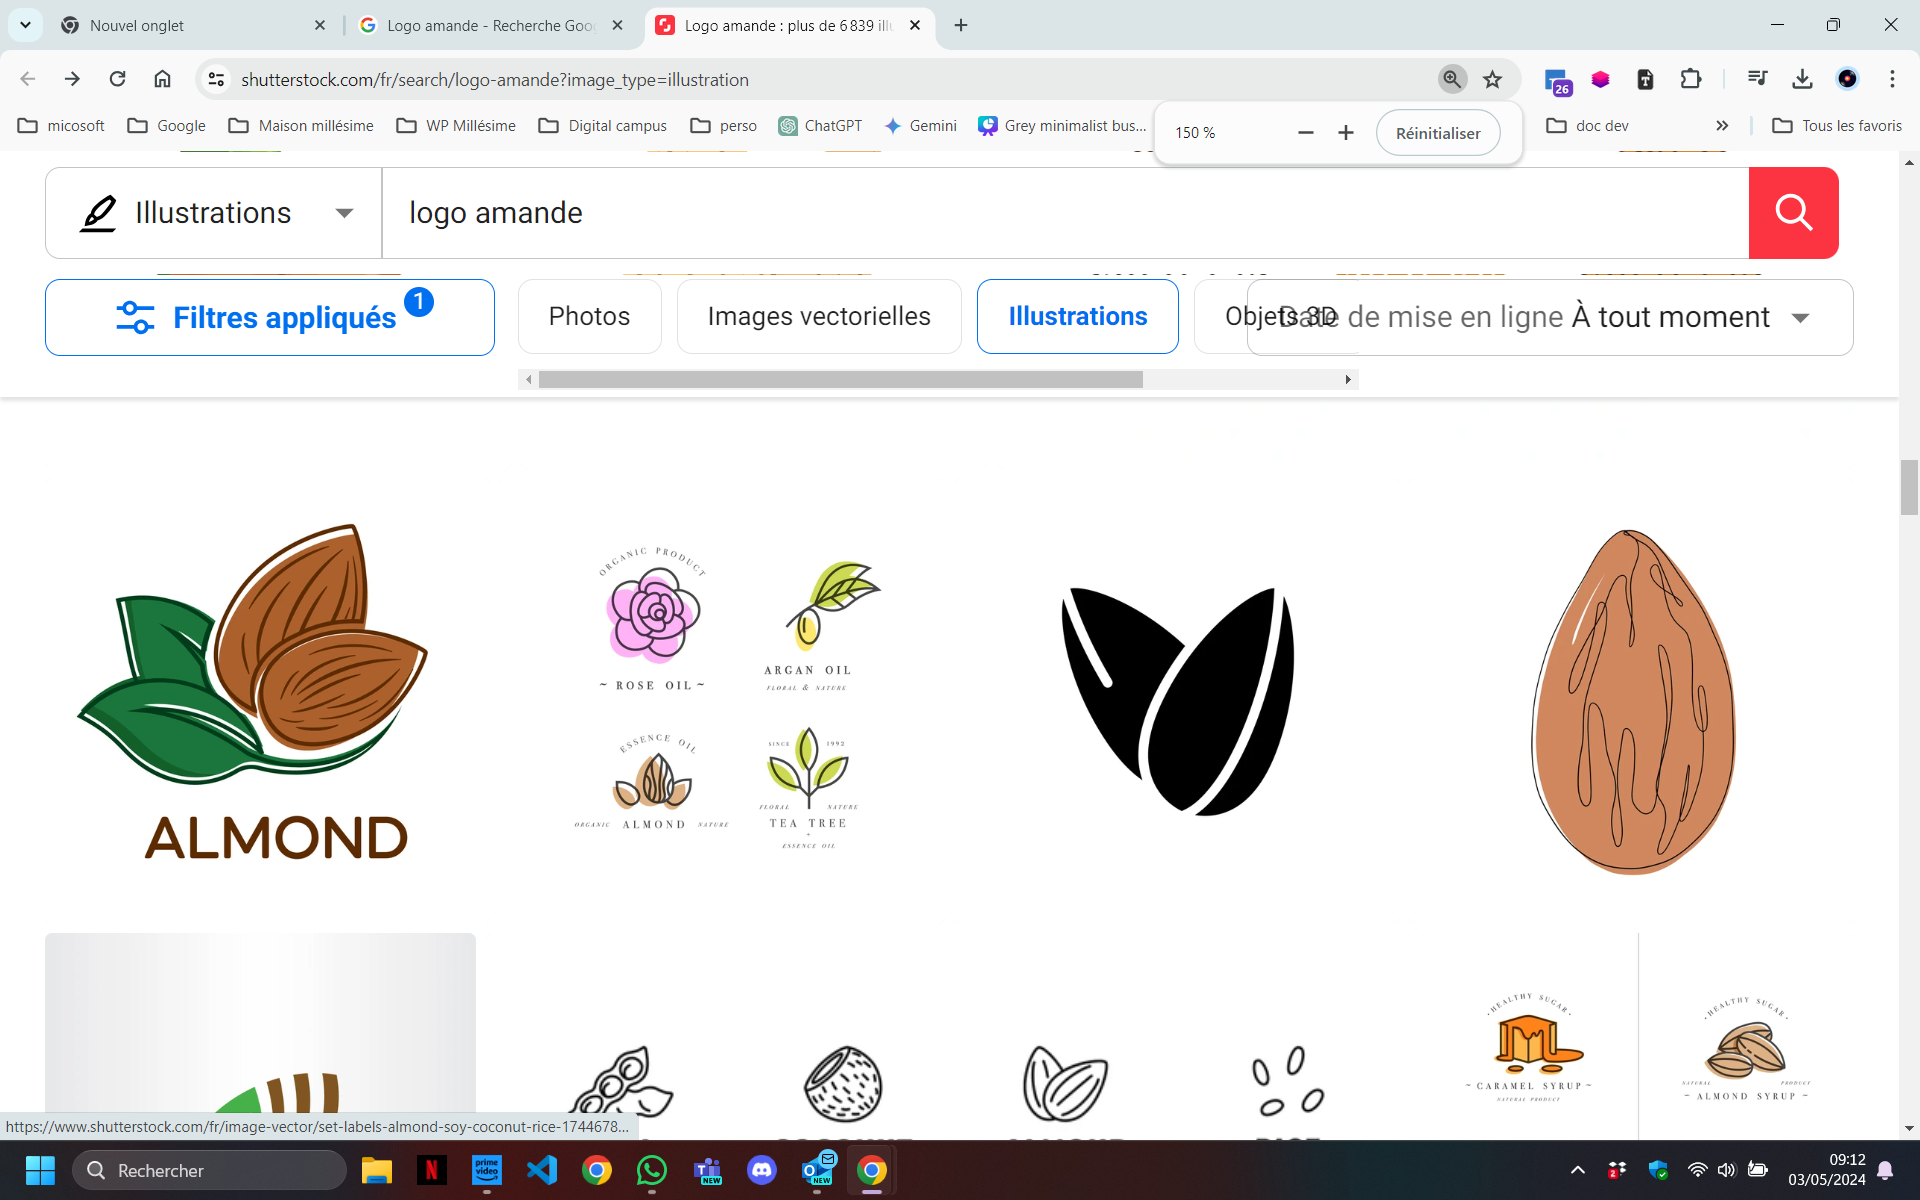 Nouvel onglet
Logo amande - Recherche Goo
Logo amande : plus de 6 839 ill
shutterstock.com/fr/search/logo-amande?image_type=illustration
26
micosoft
Google
Maison millésime
WP Millésime
Digital campus
perso
ChatGPT
Gemini
Grey minimalist bus...
doc dev
Tous les favoris
150 %
Réinitialiser
Illustrations
logo amande
Filtres appliqués 1
Photos
Images vectorielles
Illustrations
Objets 3D
Date de mise en ligne À tout moment
ALMOND
ORGANIC PRODUCT
~ ROSE OIL ~
ARGAN OIL
FLORAL & NATURE
ESSENCE OIL
ORGANIC ALMOND NATURE
SINCE 1992
FLORAL NATURE
TEA TREE
ESSENCE OIL
HEALTHY SUGAR
~ CARAMEL SYRUP ~
NATURAL PRODUCT
HEALTHY SUGAR
NATURAL PRODUCT
~ ALMOND SYRUP ~
https://www.shutterstock.com/fr/image-vector/set-labels-almond-soy-coconut-rice-1744678...
Rechercher
N
prime video
NEW
NEW
2
09:12
03/05/2024